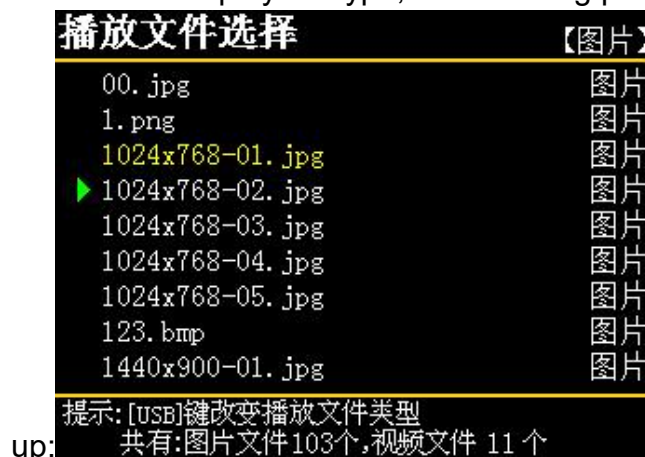 播放文件选择 【图片】
00.jpg 图片
1.png 图片
1024x768-01.jpg 图片
1024x768-02.jpg 图片
1024x768-03.jpg 图片
1024x768-04.jpg 图片
1024x768-05.jpg 图片
123.bmp 图片
1440x900-01.jpg 图片
提示:[USB]键改变播放文件类型
up: 共有:图片文件103个,视频文件 11 个